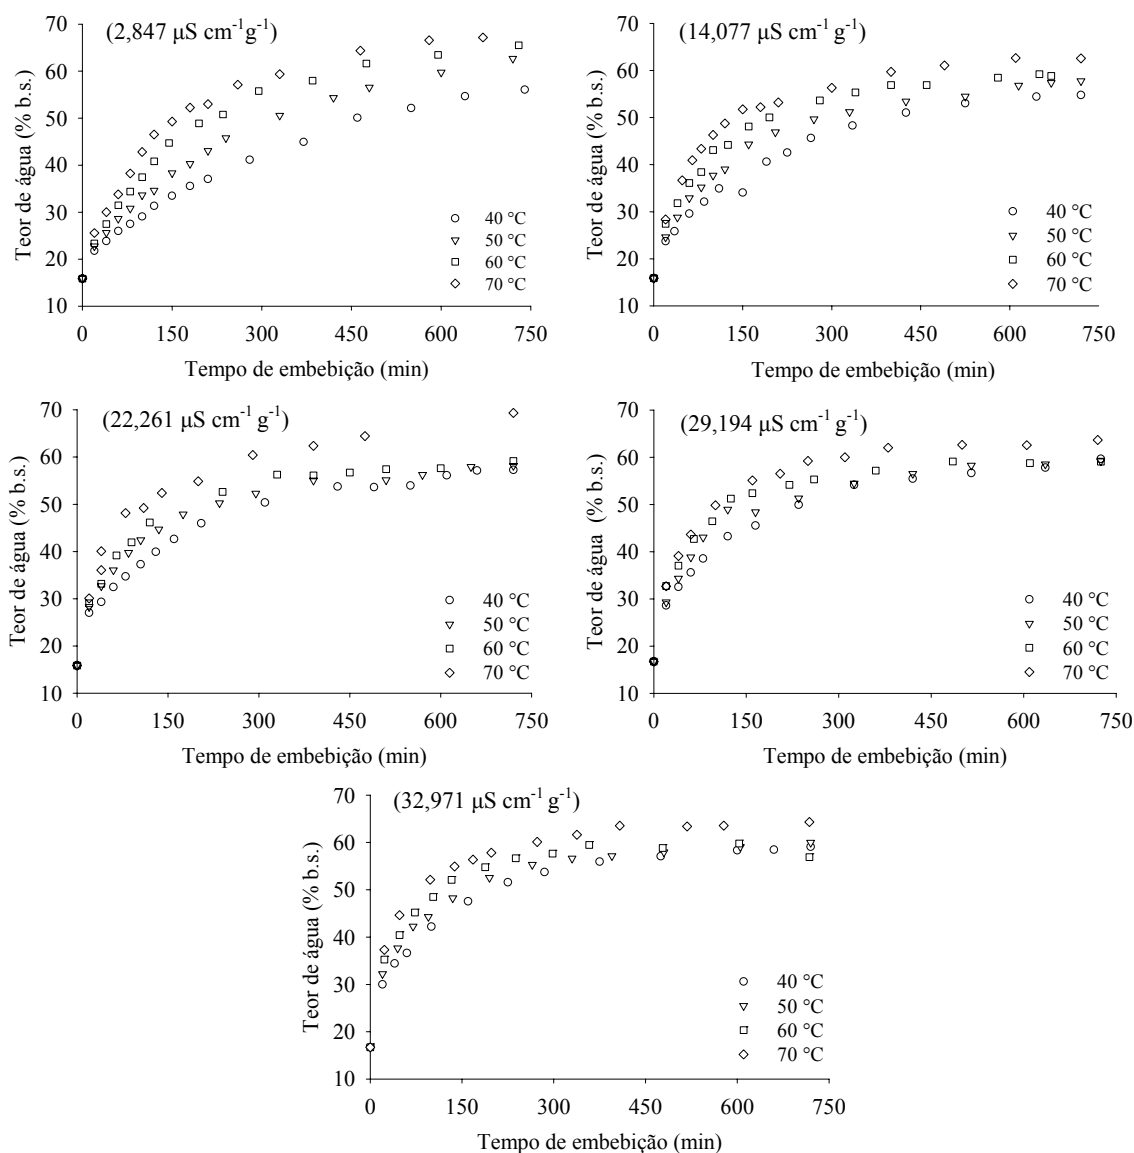 (2,847 μS cm⁻¹g⁻¹)
Teor de água (% b.s.)
70
60
50
40
30
20
10
0
150
300
450
600
750
40 °C
50 °C
60 °C
70 °C
Tempo de embebição (min)
(14,077 μS cm⁻¹ g⁻¹)
Teor de água (% b.s.)
70
60
50
40
30
20
10
0
150
300
450
600
750
40 °C
50 °C
60 °C
70 °C
Tempo de embebição (min)
(22,261 μS cm⁻¹ g⁻¹)
Teor de água (% b.s.)
70
60
50
40
30
20
10
0
150
300
450
600
750
40 °C
50 °C
60 °C
70 °C
Tempo de embebição (min)
(29,194 μS cm⁻¹ g⁻¹)
Teor de água (% b.s.)
70
60
50
40
30
20
10
0
150
300
450
600
750
40 °C
50 °C
60 °C
70 °C
Tempo de embebição (min)
(32,971 μS cm⁻¹ g⁻¹)
Teor de água (% b.s.)
70
60
50
40
30
20
10
0
150
300
450
600
750
40 °C
50 °C
60 °C
70 °C
Tempo de embebição (min)